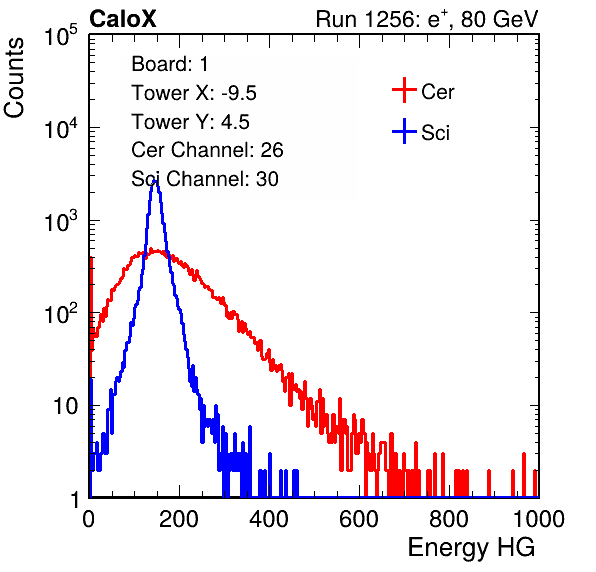 CaloX Run 1256: e+, 80 GeV
Counts
Board: 1
Tower X: -9.5
Tower Y: 4.5
Cer Channel: 26
Sci Channel: 30
Cer
Sci
10^5
10^4
10^3
10^2
10
1
0 200 400 600 800 1000
Energy HG